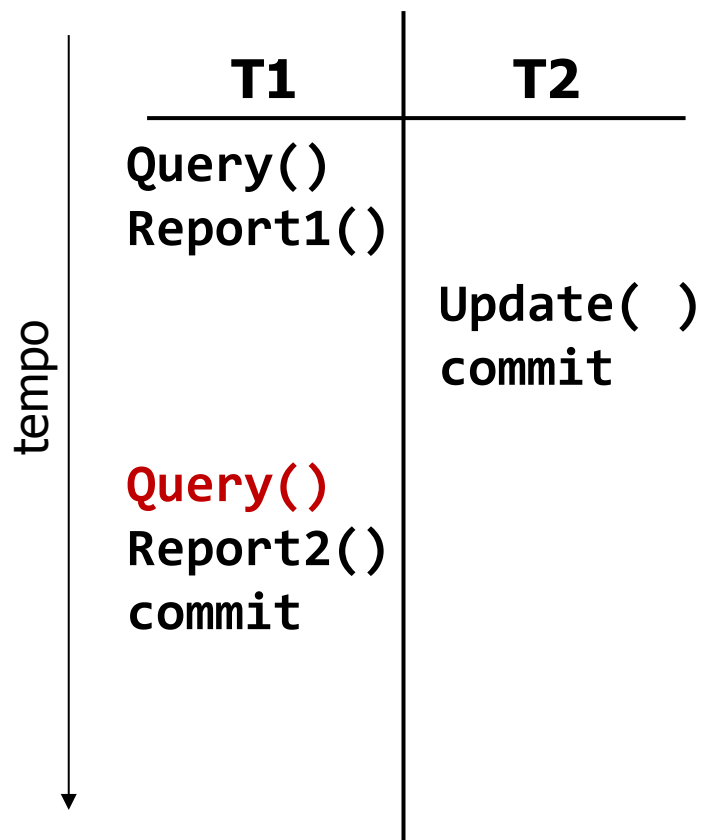 T1 T2
Query()
Report1()
Update( )
commit
tempo
Query()
Report2()
commit